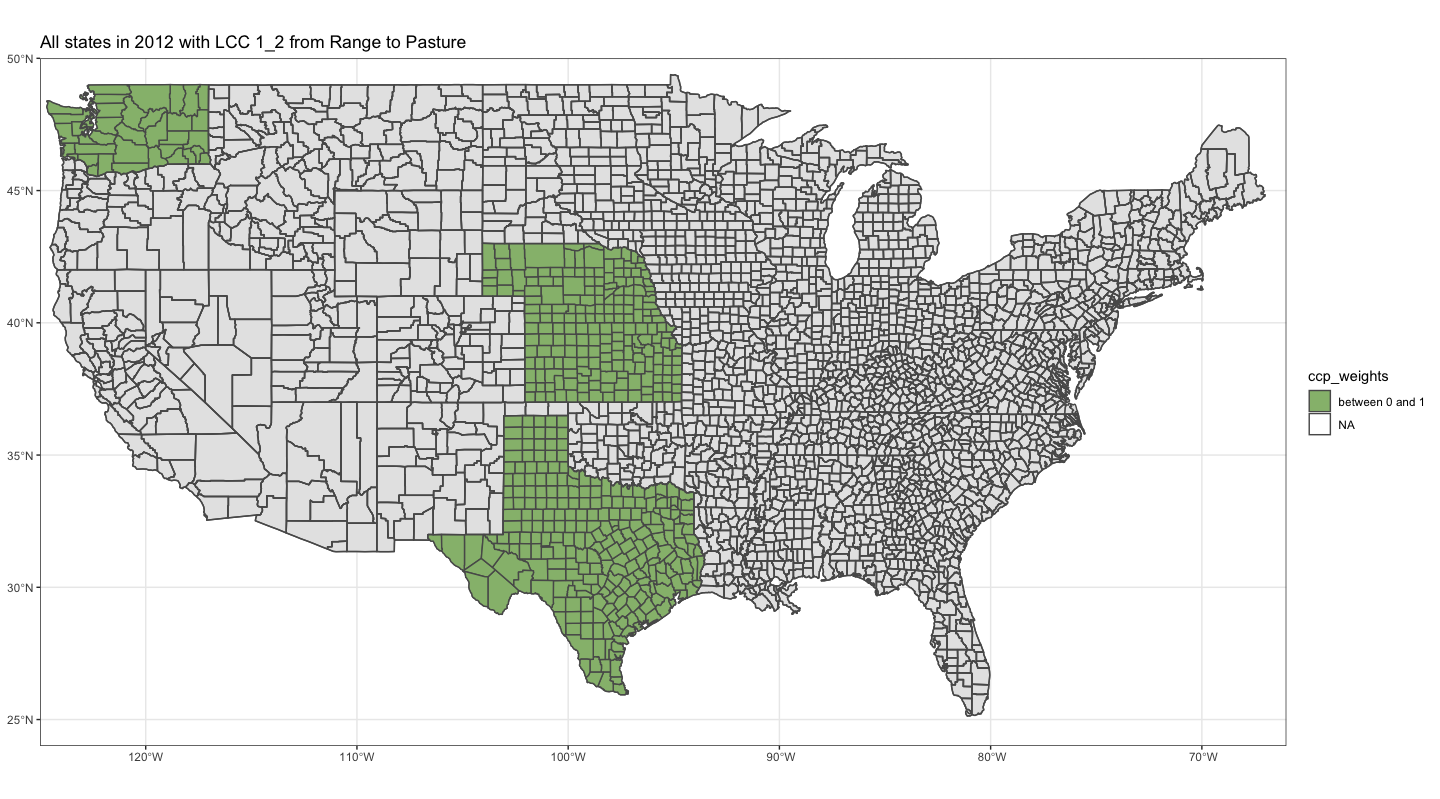 All states in 2012 with LCC 1_2 from Range to Pasture
50°N
45°N
40°N
35°N
30°N
25°N
120°W
110°W
100°W
90°W
80°W
70°W
ccp_weights
between 0 and 1
NA